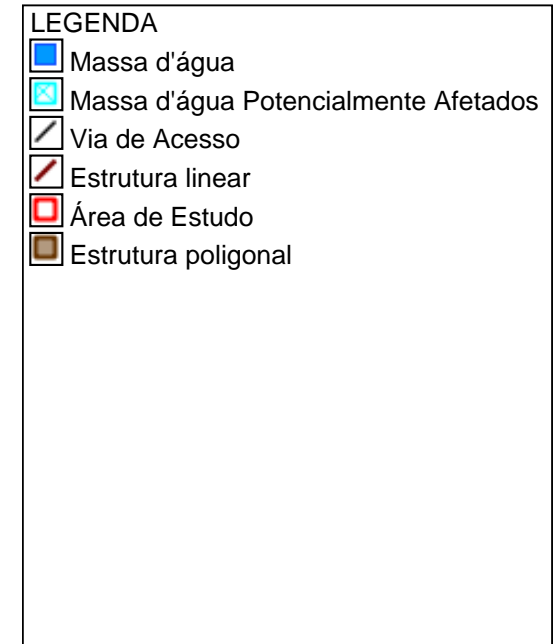 LEGENDA
Massa d'água
Massa d'água Potencialmente Afetados
Via de Acesso
Estrutura linear
Área de Estudo
Estrutura poligonal